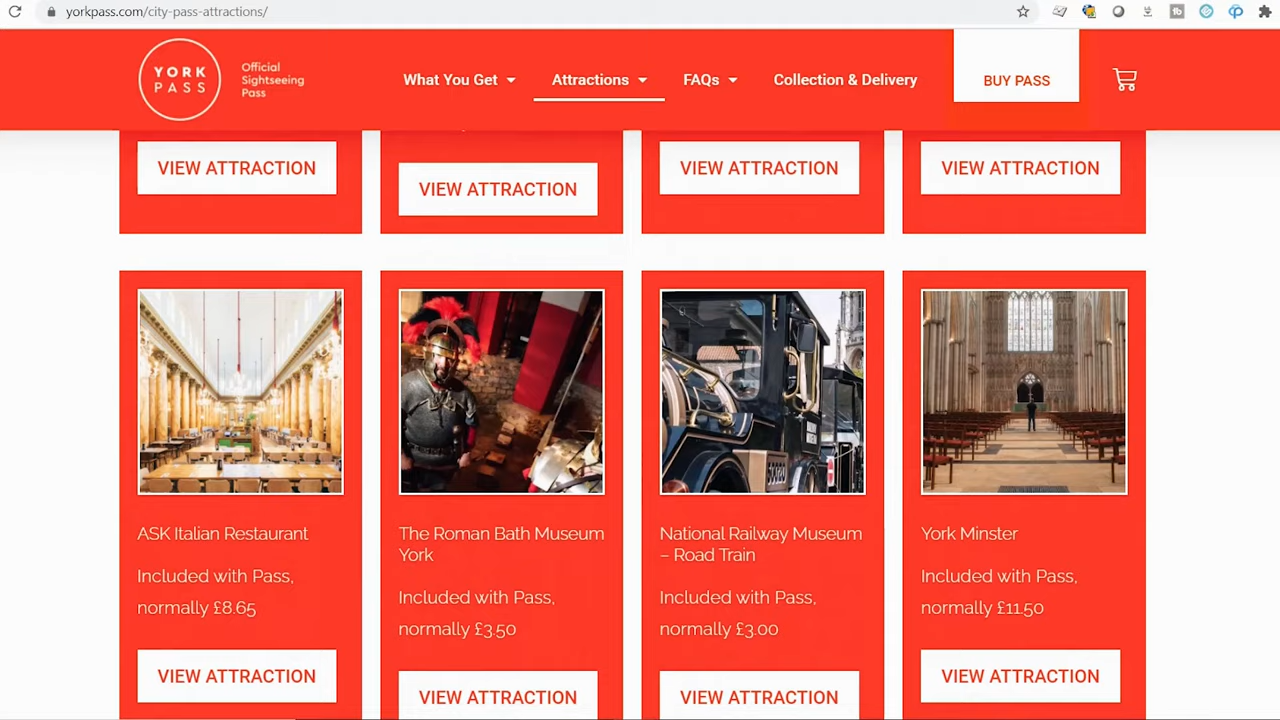 yorkpass.com/city-pass-attractions/
YORK
PASS
Official
Sightseeing
Pass
What You Get
Attractions
FAQs
Collection & Delivery
BUY PASS
VIEW ATTRACTION
VIEW ATTRACTION
VIEW ATTRACTION
VIEW ATTRACTION
ASK Italian Restaurant
Included with Pass,
normally £8.65
VIEW ATTRACTION
The Roman Bath Museum
York
Included with Pass,
normally £3.50
VIEW ATTRACTION
National Railway Museum
– Road Train
Included with Pass,
normally £3.00
VIEW ATTRACTION
York Minster
Included with Pass,
normally £11.50
VIEW ATTRACTION